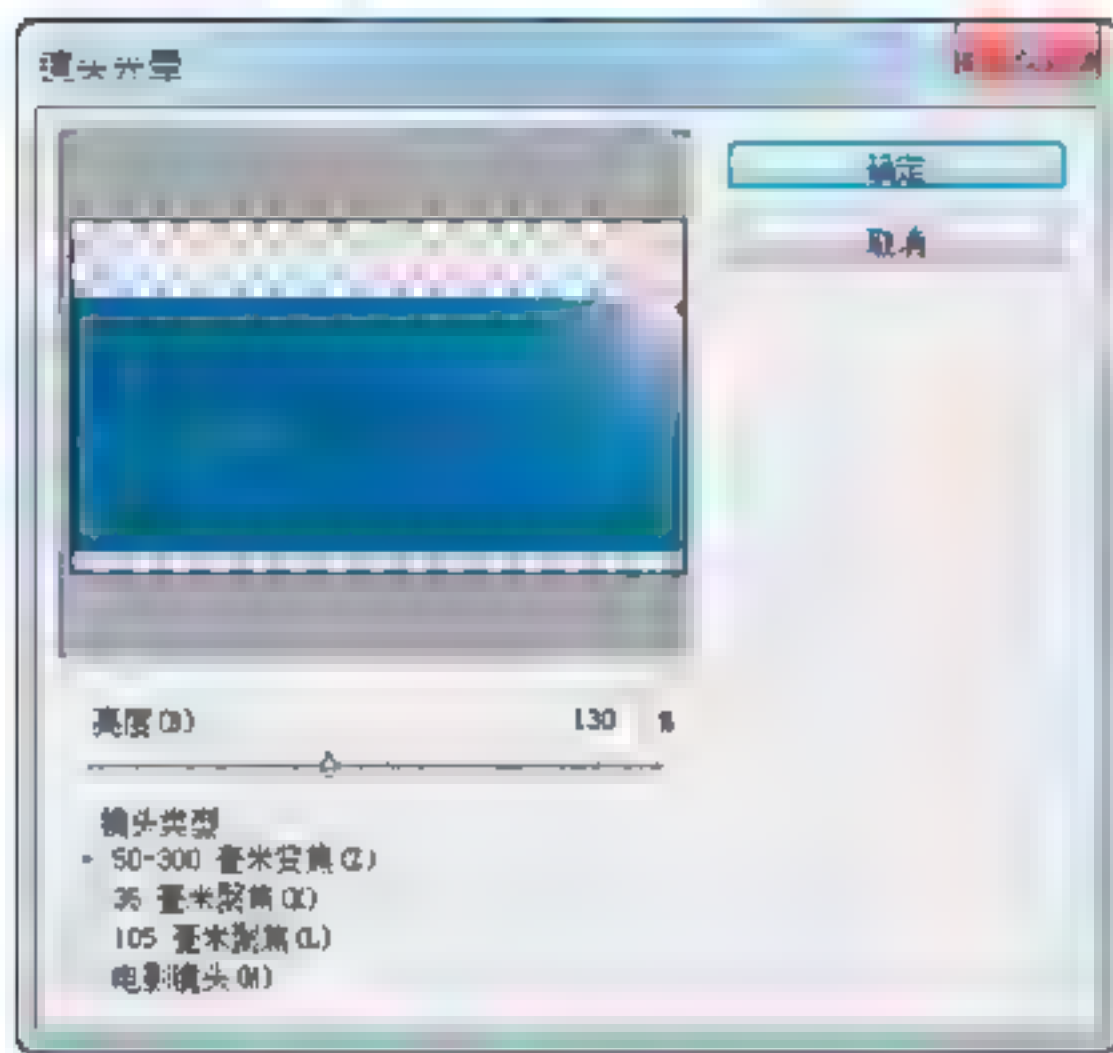 镜头光晕
确定
取消
亮度(B)
130 %
镜头类型
50-300 毫米变焦(Z)
35 毫米聚焦(K)
105 毫米聚焦(L)
电影镜头(M)